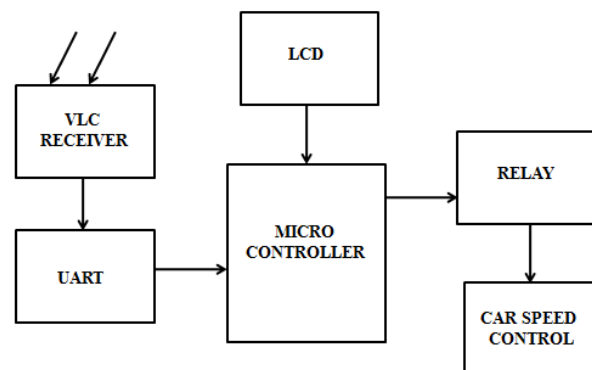 LCD
VLC
RECEIVER
RELAY
MICRO
CONTROLLER
UART
CAR SPEED
CONTROL